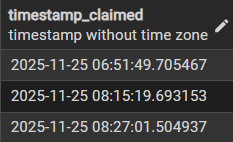 timestamp_claimed
timestamp without time zone
2025-11-25 06:51:49.705467
2025-11-25 08:15:19.693153
2025-11-25 08:27:01.504937